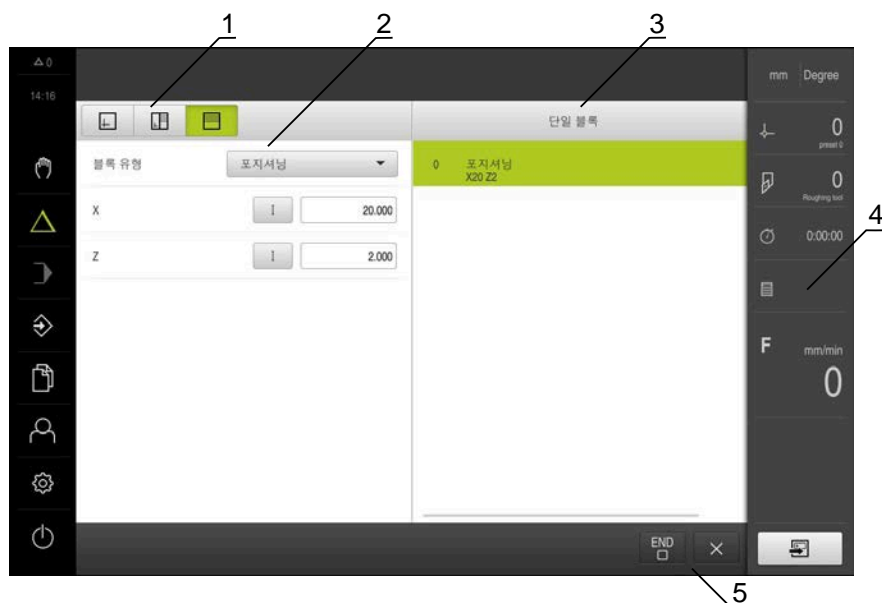 1
2
3
0
14:16
mm Degree
단일 블록
0
preset 0
블록 유형
포지셔닝
0 포지셔닝
X20 Z2
0
Roughing tool
X I 20.000
4
0:00:00
Z I 2.000
F mm/min
0
END
5